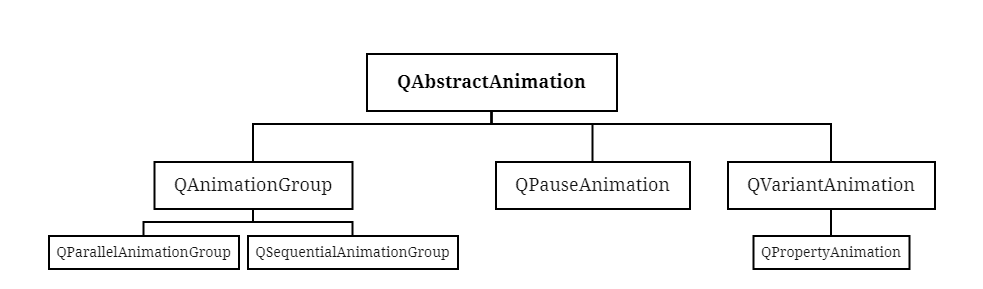 QAbstractAnimation
QAnimationGroup
QPauseAnimation
QVariantAnimation
QParallelAnimationGroup
QSequentialAnimationGroup
QPropertyAnimation